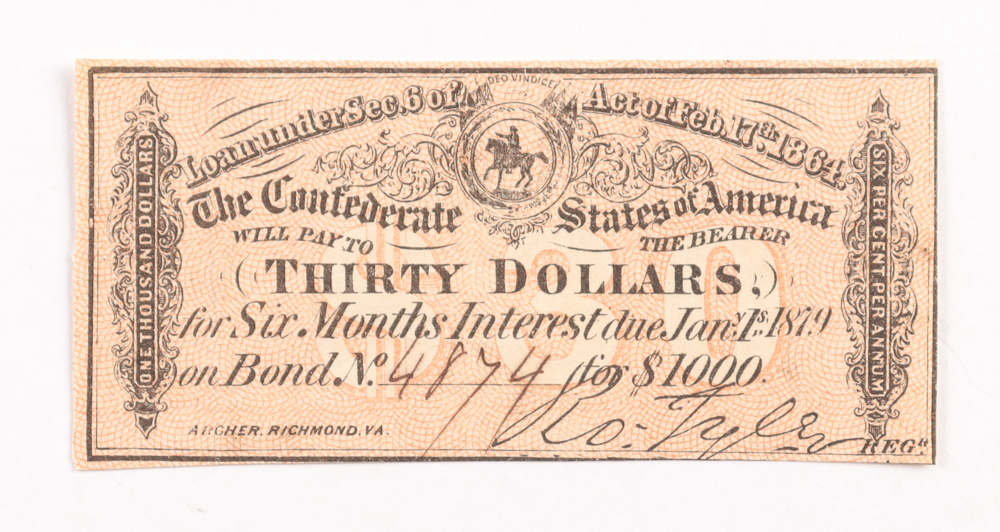 DEO VINDICE
Loan under Sec. 6 of Act of Feb. 17th. 1864.
The Confederate States of America
WILL PAY TO THE BEARER
THIRTY DOLLARS.
for Six Months Interest due Jany. 1st. 1879
on Bond No. 4874 for $1000.
Ro. Tyler
REGR
ARCHER. RICHMOND, VA.
ONE THOUSAND DOLLARS
SIX PER CENT PER ANNUM
$30